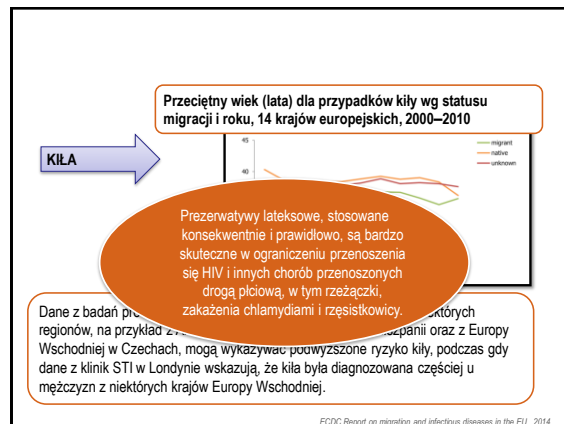 Przeciętny wiek (lata) dla przypadków kiły wg statusu
migracji i roku, 14 krajów europejskich, 2000–2010
KIŁA
45
40
migrant
native
unknown
Prezerwatywy lateksowe, stosowane
konsekwentnie i prawidłowo, są bardzo
skuteczne w ograniczeniu przenoszenia
się HIV i innych chorób przenoszonych
drogą płciową, w tym rzeżączki,
zakażenia chlamydiami i rzęsistkowicy.
Dane z badań
regionów, na przykład z oraz z Europy
Wschodniej w Czechach, mogą wykazywać podwyższone ryzyko kiły, podczas gdy
dane z klinik STI w Londynie wskazują, że kiła była diagnozowana częściej u
mężczyzn z niektórych krajów Europy Wschodniej.
ECDC Report on migration and infectious diseases in the EU, 2014